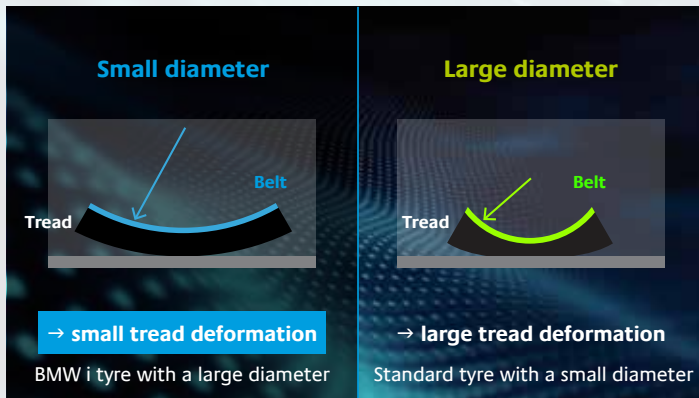 Small diameter
Large diameter
Belt
Belt
Tread
Tread
→ small tread deformation
→ large tread deformation
BMW i tyre with a large diameter
Standard tyre with a small diameter